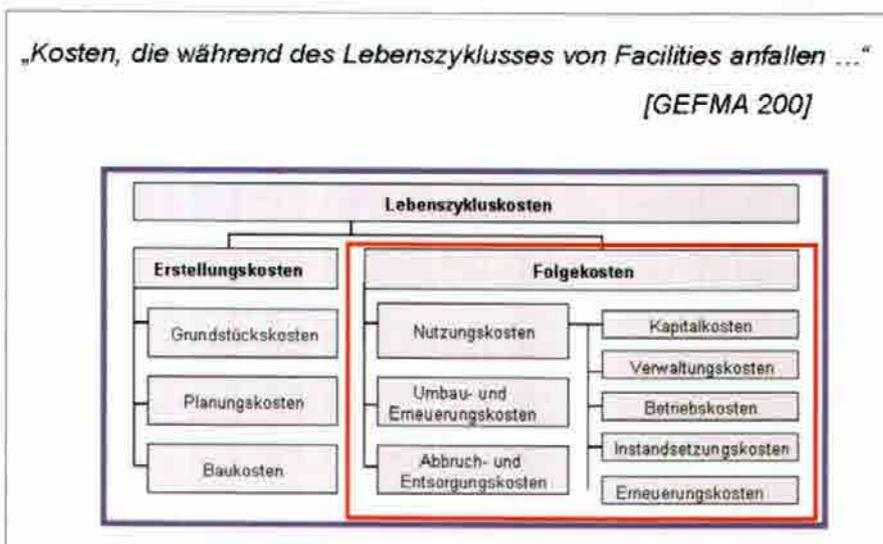 „Kosten, die während des Lebenszyklusses von Facilities anfallen ...“
[GEFMA 200]
Lebenszykluskosten
Erstellungskosten
Grundstückskosten
Planungskosten
Baukosten
Folgekosten
Nutzungskosten
Umbau- und
Erneuerungskosten
Abbruch- und
Entsorgungskosten
Kapitalkosten
Verwaltungskosten
Betriebskosten
Instandsetzungskosten
Erneuerungskosten